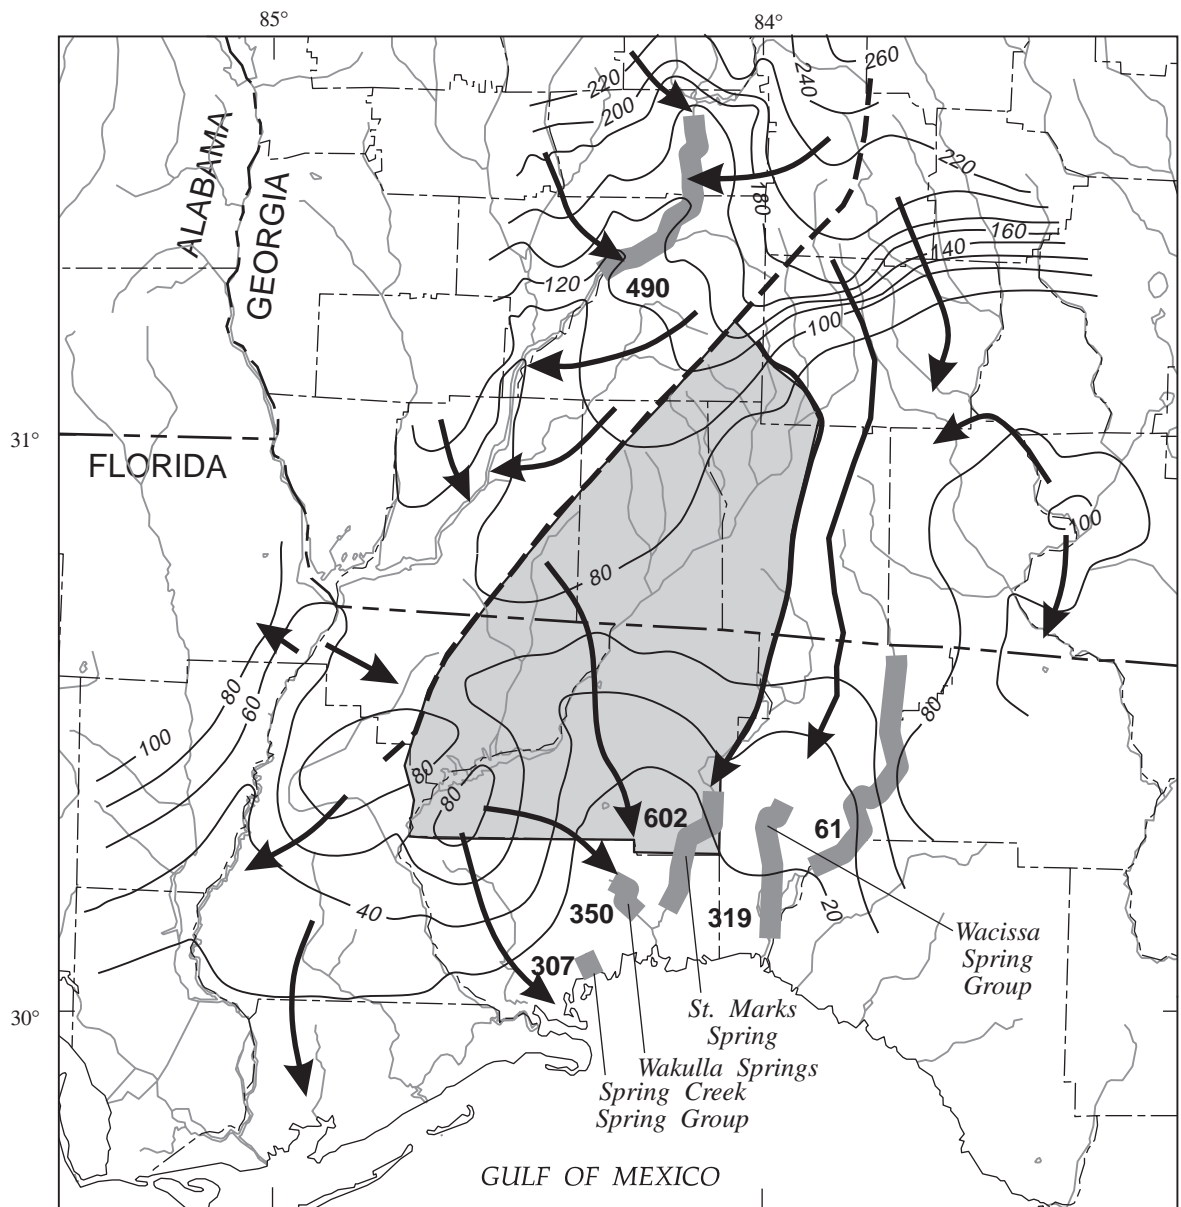 85°
84°
260
240
220
200
ALABAMA
220
180
GEORGIA
160
140
120
490
100
31°
FLORIDA
100
80
80
60
80
100
80
80
602
61
40
20
350
319
Wacissa
Spring
Group
307
30°
St. Marks
Spring
Wakulla Springs
Spring Creek
Spring Group
GULF OF MEXICO